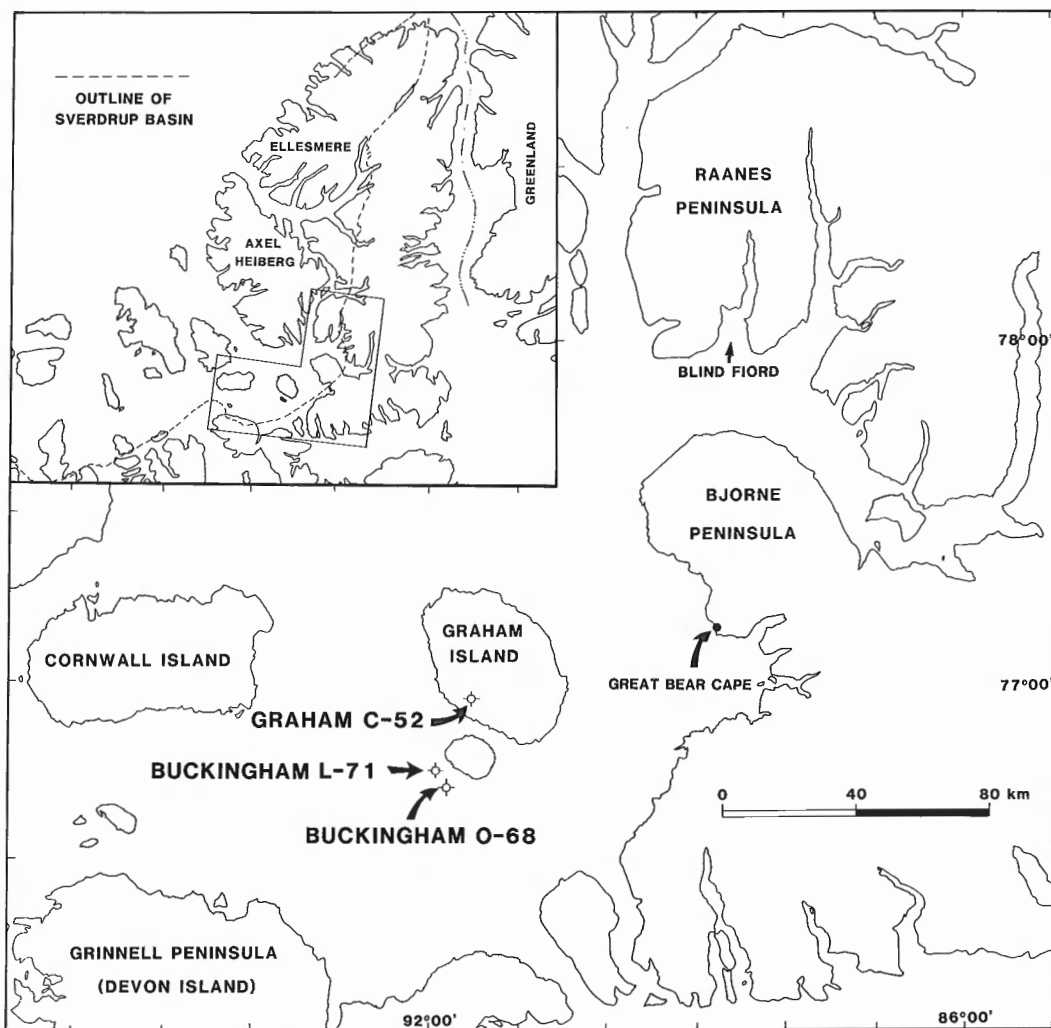 OUTLINE OF
SVERDRUP BASIN
ELLESMERE
GREENLAND
AXEL
HEIBERG
RAANES
PENINSULA
78°00'
BLIND FIORD
BJORNE
PENINSULA
GRAHAM
ISLAND
CORNWALL ISLAND
GREAT BEAR CAPE
77°00'
GRAHAM C-52
BUCKINGHAM L-71
0 40 80 km
BUCKINGHAM O-68
GRINNELL PENINSULA
(DEVON ISLAND)
92°00'
86°00'